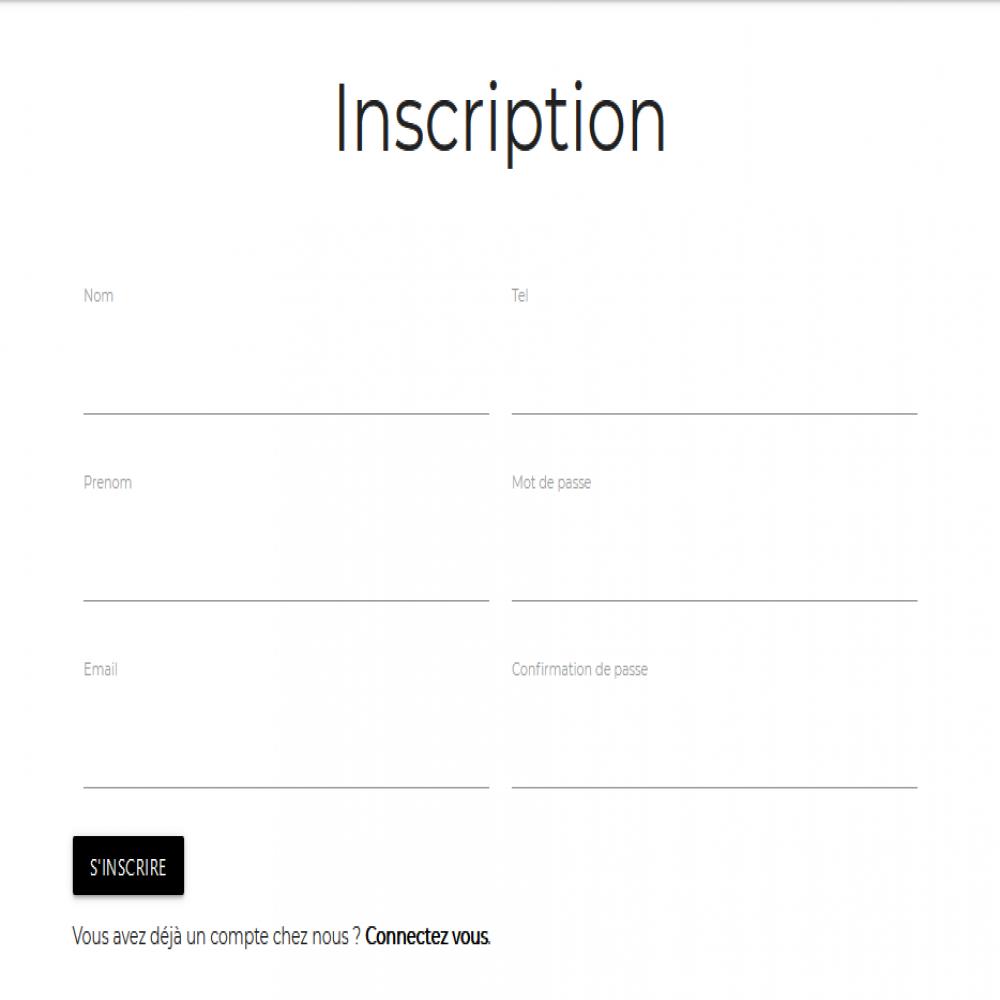 Inscription
Nom
Tel
Prenom
Mot de passe
Email
Confirmation de passe
S'INSCRIRE
Vous avez déjà un compte chez nous ? Connectez vous.